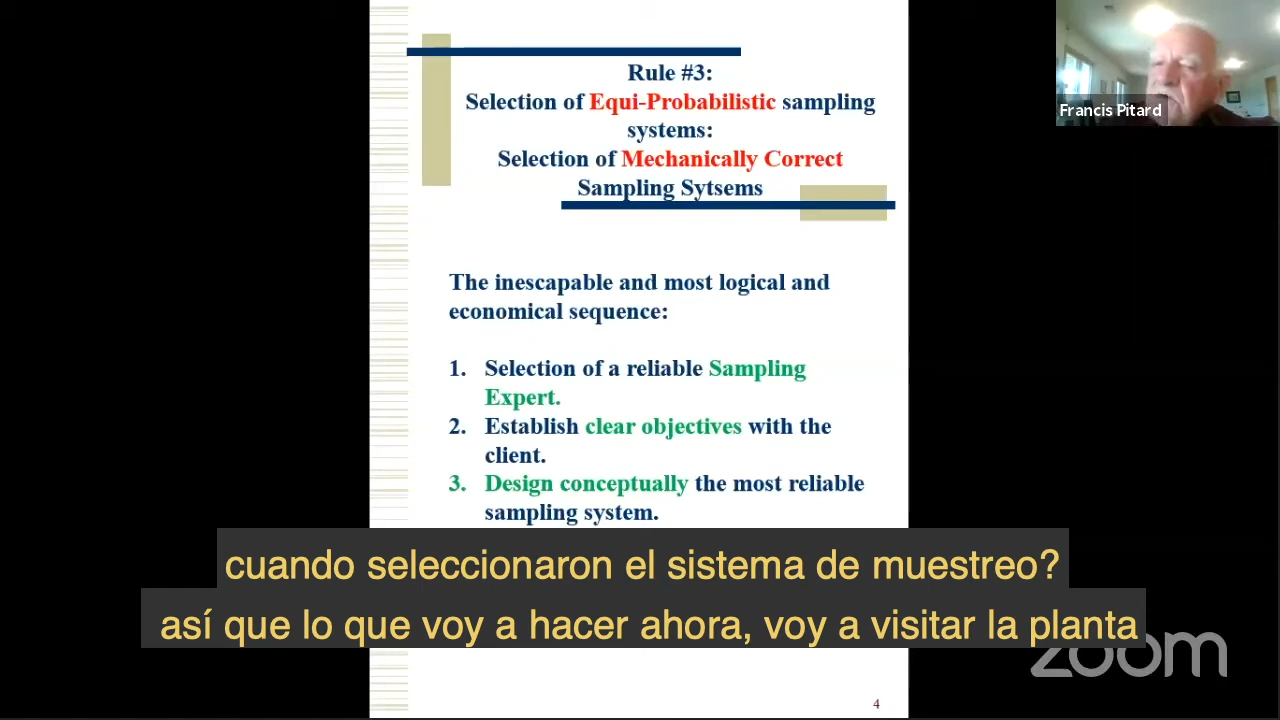 Rule #3:
Selection of Equi-Probabilistic sampling
systems:
Selection of Mechanically Correct
Sampling Sytsems
Francis Pitard
The inescapable and most logical and
economical sequence:
1. Selection of a reliable Sampling
Expert.
2. Establish clear objectives with the
client.
3. Design conceptually the most reliable
sampling system.
cuando seleccionaron el sistema de muestreo?
así que lo que voy a hacer ahora, voy a visitar la planta
zoom
4